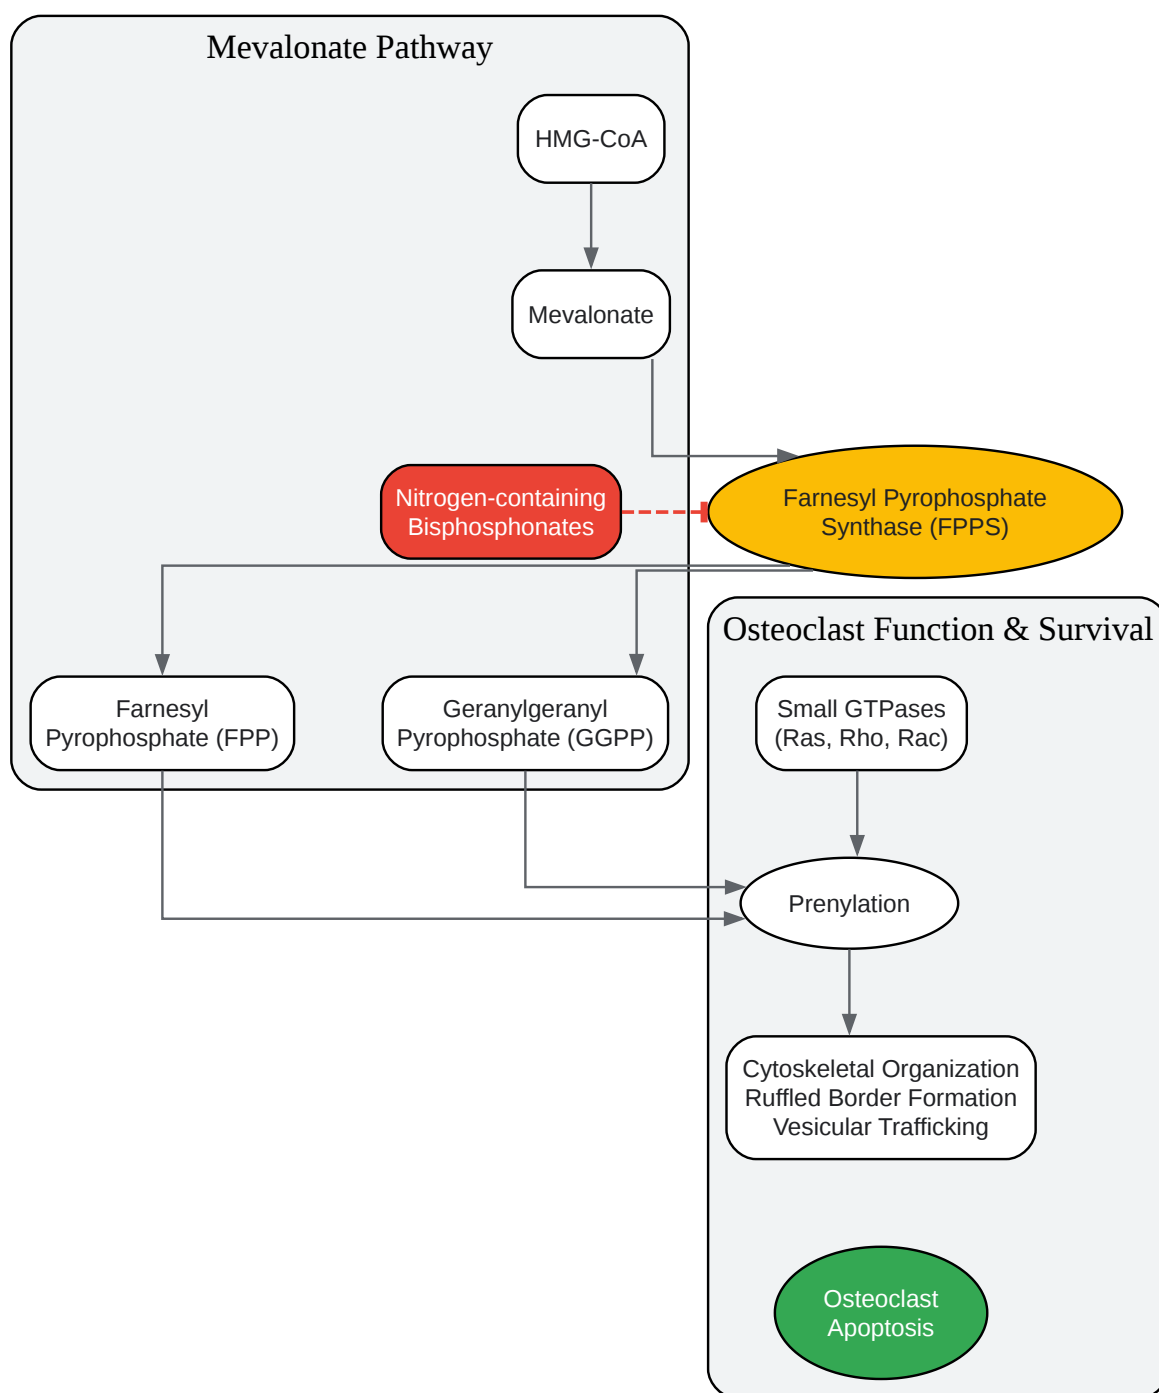 Mevalonate Pathway
HMG-CoA
Mevalonate
Nitrogen-containing
Bisphosphonates
Farnesyl Pyrophosphate
Synthase (FPPS)
Osteoclast Function & Survival
Farnesyl
Pyrophosphate (FPP)
Geranylgeranyl
Pyrophosphate (GGPP)
Small GTPases
(Ras, Rho, Rac)
Prenylation
Cytoskeletal Organization
Ruffled Border Formation
Vesicular Trafficking
Osteoclast
Apoptosis